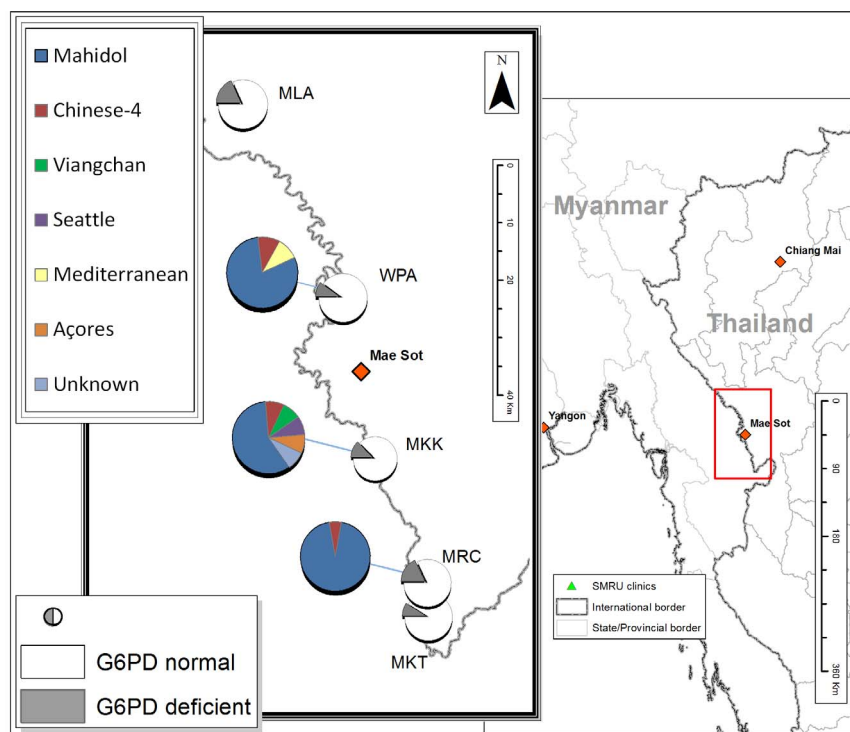 Mahidol
Chinese-4
Viangchan
Seattle
Mediterranean
Açores
Unknown
MLA
WPA
Mae Sot
MKK
MRC
MKT
N
0
10
20
30
40 Km
G6PD normal
G6PD deficient
Myanmar
Chiang Mai
Thailand
Yangon
Mae Sot
SMRU clinics
International border
State/Provincial border
0
90
180
360 Km